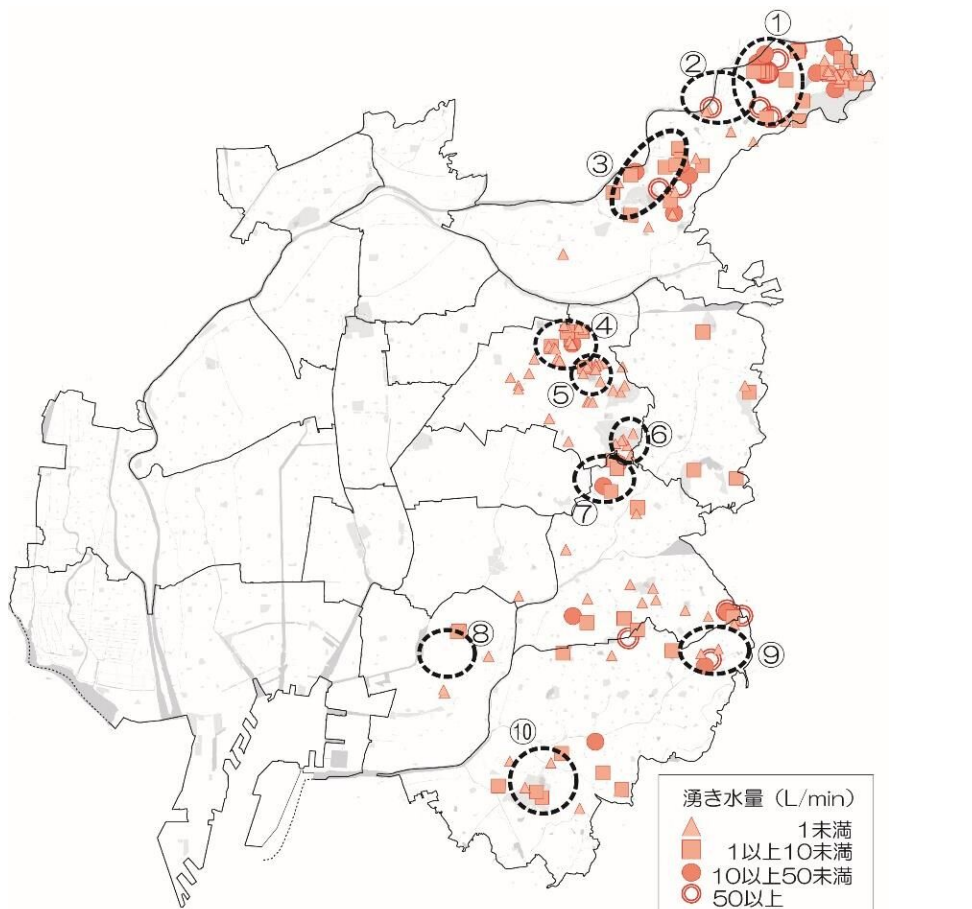 ①
②
③
④
⑤
⑥
⑦
⑧
⑨
⑩
湧き水量（L/min）
1未満
1以上10未満
10以上50未満
50以上